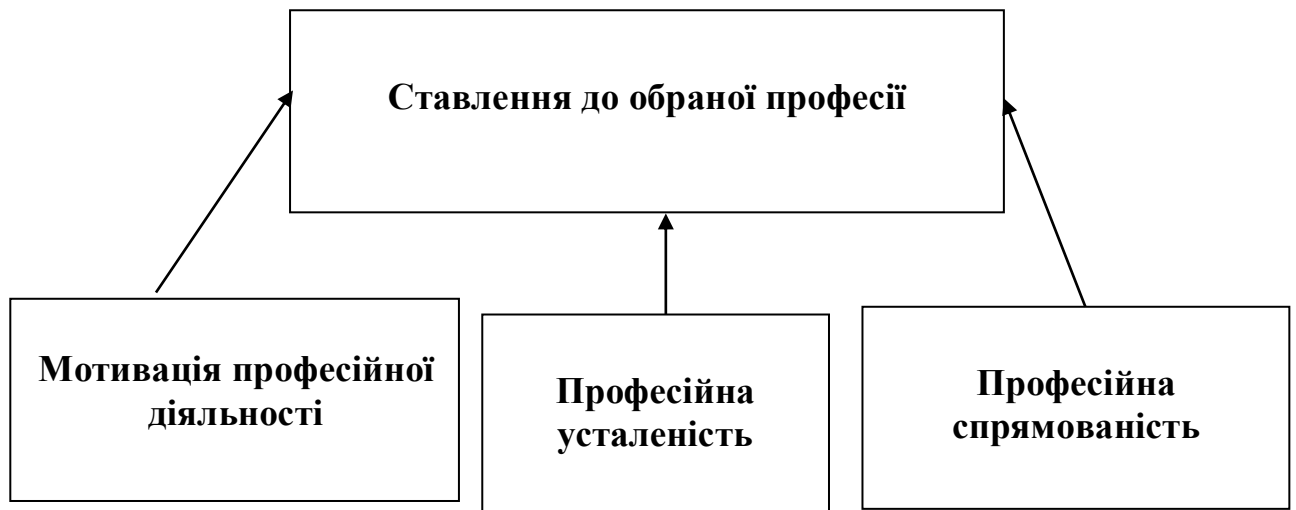 Ставлення до обраної професії
Мотивація професійної
діяльності
Професійна
усталеність
Професійна
спрямованість